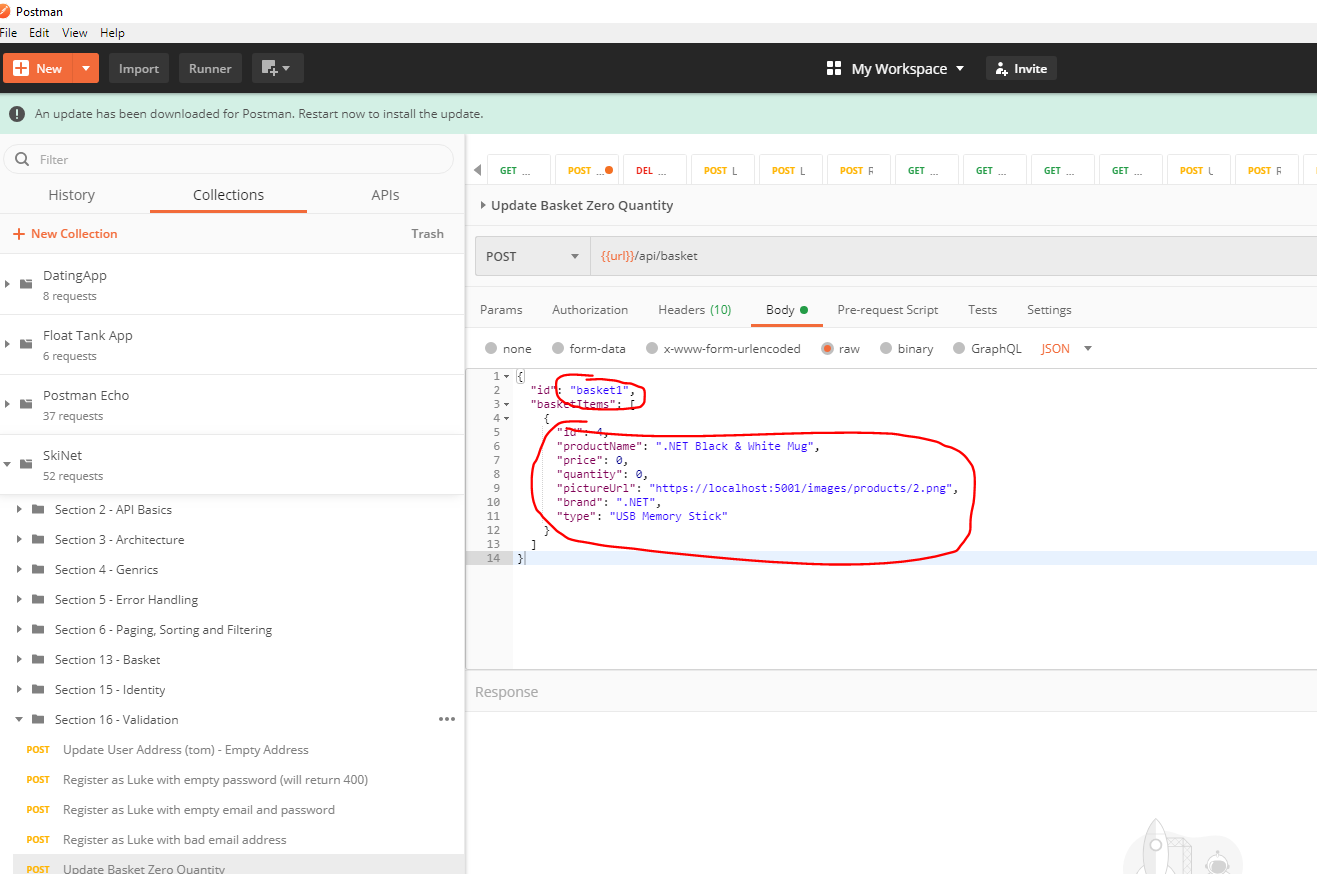 Postman
File Edit View Help
New Import Runner My Workspace Invite
An update has been downloaded for Postman. Restart now to install the update.
Filter
History Collections APIs
New Collection Trash
DatingApp
8 requests
Float Tank App
6 requests
Postman Echo
37 requests
SkiNet
52 requests
Section 2 - API Basics
Section 3 - Architecture
Section 4 - Genrics
Section 5 - Error Handling
Section 6 - Paging, Sorting and Filtering
Section 13 - Basket
Section 15 - Identity
Section 16 - Validation
POST Update User Address (tom) - Empty Address
POST Register as Luke with empty password (will return 400)
POST Register as Luke with empty email and password
POST Register as Luke with bad email address
POST Update Basket Zero Quantity
GET ... POST ... DEL ... POST L POST L POST R GET ... GET ... GET ... GET ... POST U POST R
Update Basket Zero Quantity
POST {{url}}/api/basket
Params Authorization Headers (10) Body Pre-request Script Tests Settings
none form-data x-www-form-urlencoded raw binary GraphQL JSON
1 {
2 "id": "basket1",
3 "basketItems": [
4 {
5 "id": 4,
6 "productName": ".NET Black & White Mug",
7 "price": 0,
8 "quantity": 0,
9 "pictureUrl": "https://localhost:5001/images/products/2.png",
10 "brand": ".NET",
11 "type": "USB Memory Stick"
12 }
13 ]
14 }
Response